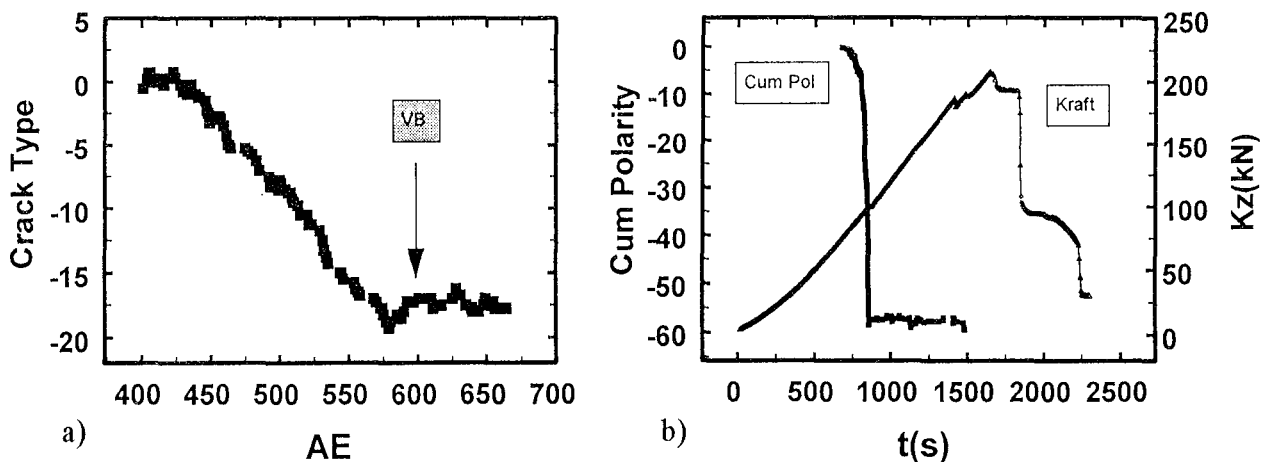 5
0
-5
-10
-15
-20
Crack Type
VB
400 450 500 550 600 650 700
a)
AE
0
-10
-20
-30
-40
-50
-60
Cum Polarity
Cum Pol
Kraft
250
200
150
100
50
0
Kz(kN)
0 500 1000 1500 2000 2500
b)
t(s)